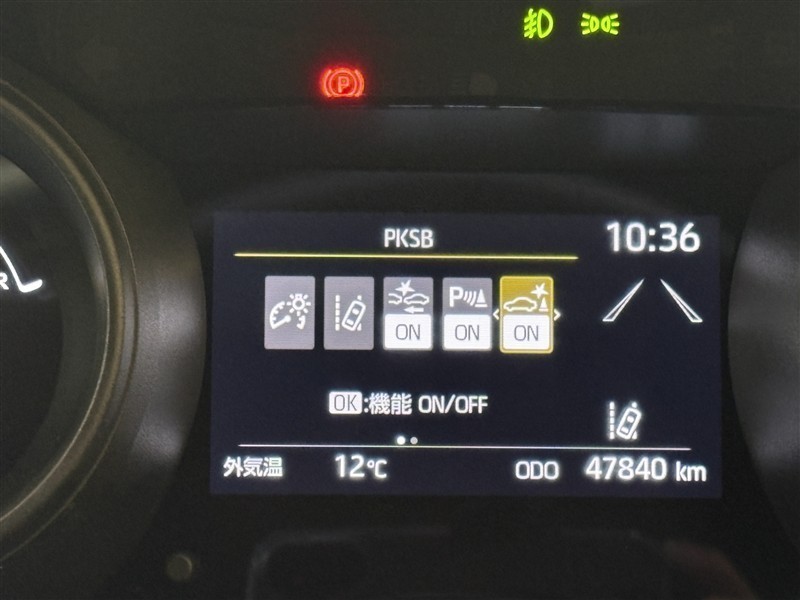 P
PKSB
10:36
R
P
ON
ON
ON
OK:機能 ON/OFF
外気温 12℃ ODO 47840 km